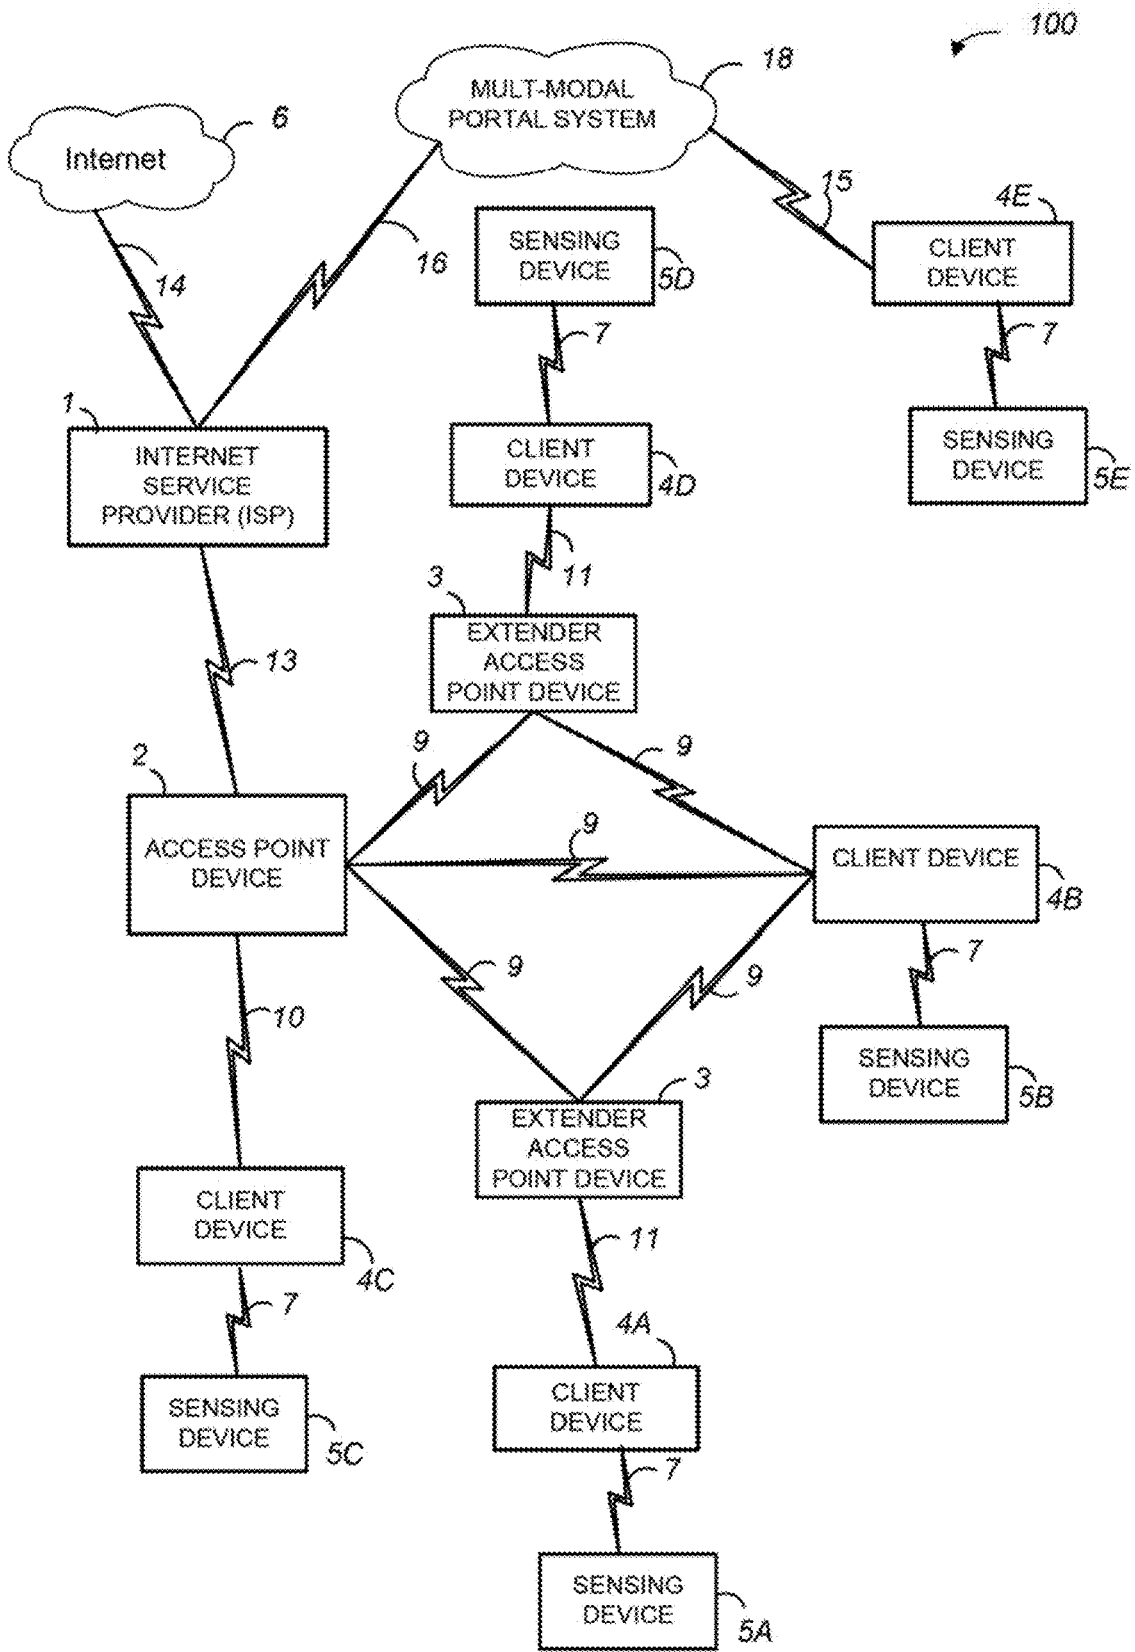 100
18
MULT-MODAL
PORTAL SYSTEM
6
Internet
15
4E
CLIENT
DEVICE
14
16
SENSING
DEVICE
5D
7
7
1
INTERNET
SERVICE
PROVIDER (ISP)
CLIENT
DEVICE
4D
SENSING
DEVICE
5E
11
3
EXTENDER
ACCESS
POINT DEVICE
13
9
9
2
ACCESS POINT
DEVICE
9
CLIENT DEVICE
4B
9
9
7
10
SENSING
DEVICE
5B
3
EXTENDER
ACCESS
POINT DEVICE
CLIENT
DEVICE
4C
11
7
4A
CLIENT
DEVICE
SENSING
DEVICE
5C
7
SENSING
DEVICE
5A